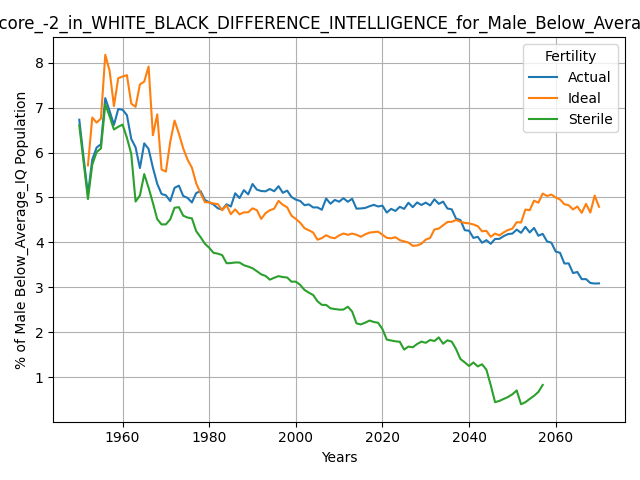 core_-2_in_WHITE_BLACK_DIFFERENCE_INTELLIGENCE_for_Male_Below_Avera
Fertility
Actual
Ideal
Sterile
% of Male Below_Average_IQ Population
8
7
6
5
4
3
2
1
1960 1980 2000 2020 2040 2060
Years